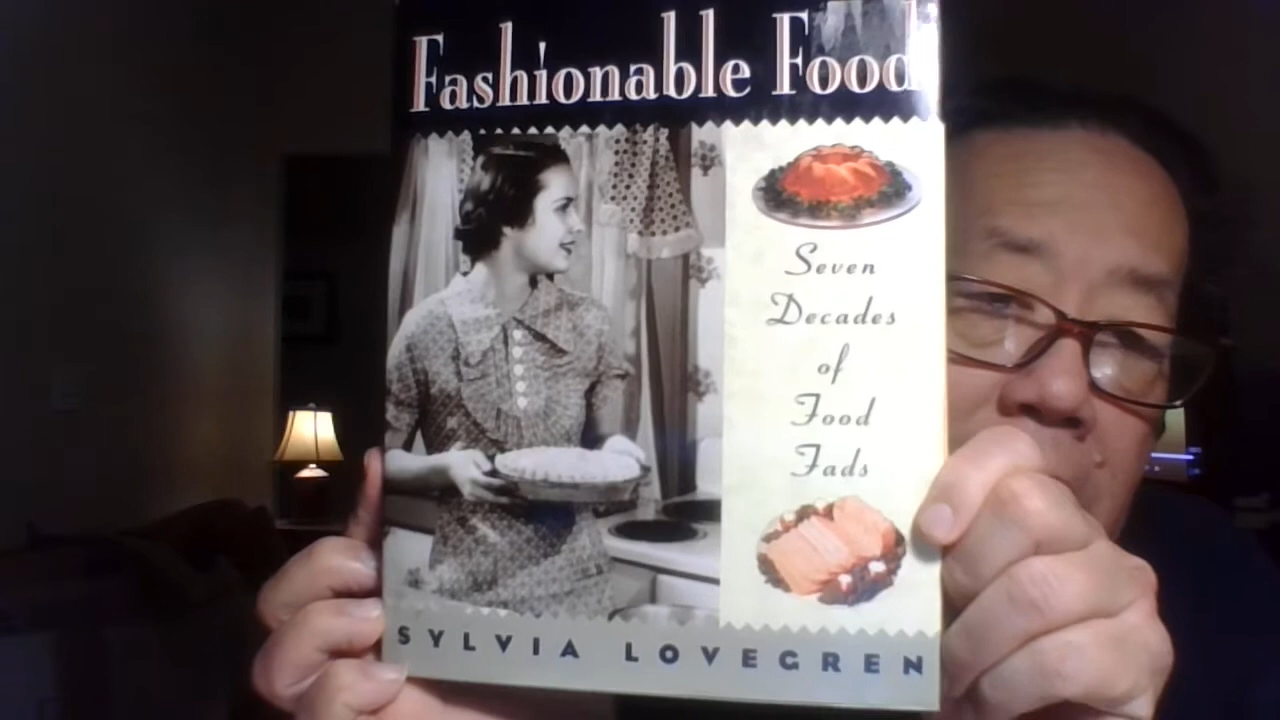 Fashionable Food
Seven
Decades
of
Food
Fads
SYLVIA LOVEGREN